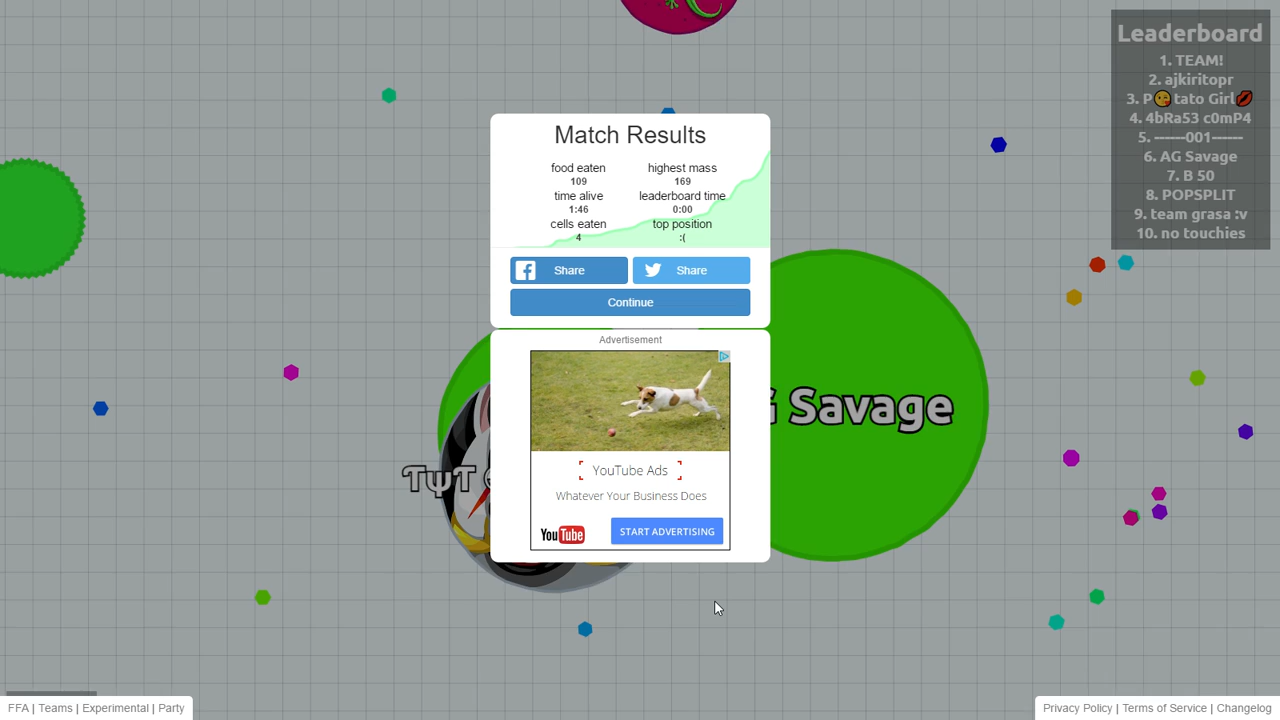 Leaderboard
1. TEAM!
2. ajkiritopr
3. P😘tato Girl💋
4. 4bRa53 c0mP4
5. ------001------
6. AG Savage
7. B 50
8. POPSPLIT
9. team grasa :v
10. no touchies
Match Results
food eaten highest mass
109 169
time alive leaderboard time
1:46 0:00
cells eaten top position
4 :(
Share Share
Continue
Advertisement
YouTube Ads
Whatever Your Business Does
YouTube START ADVERTISING
Savage
TψT
FFA | Teams | Experimental | Party
Privacy Policy | Terms of Service | Changelog